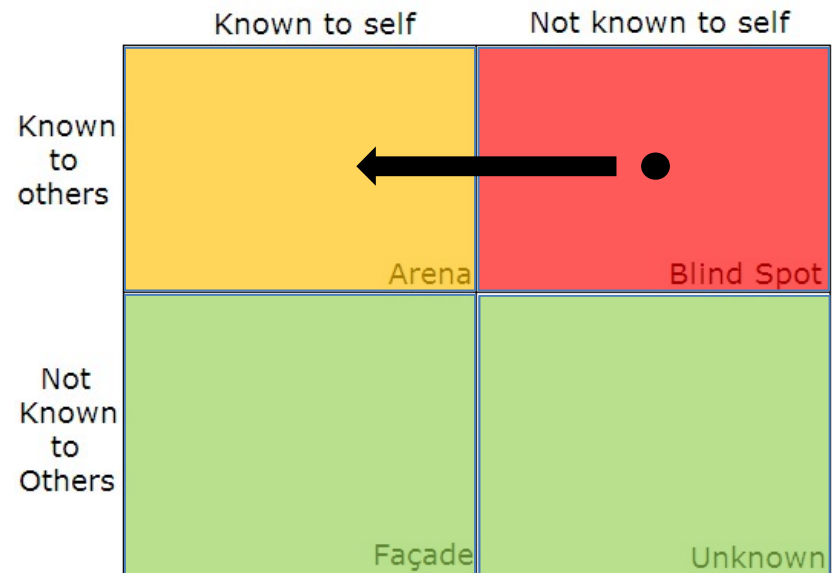 Known to self
Not known to self
Known
to
others
Arena
Blind Spot
Not
Known
to
Others
Façade
Unknown